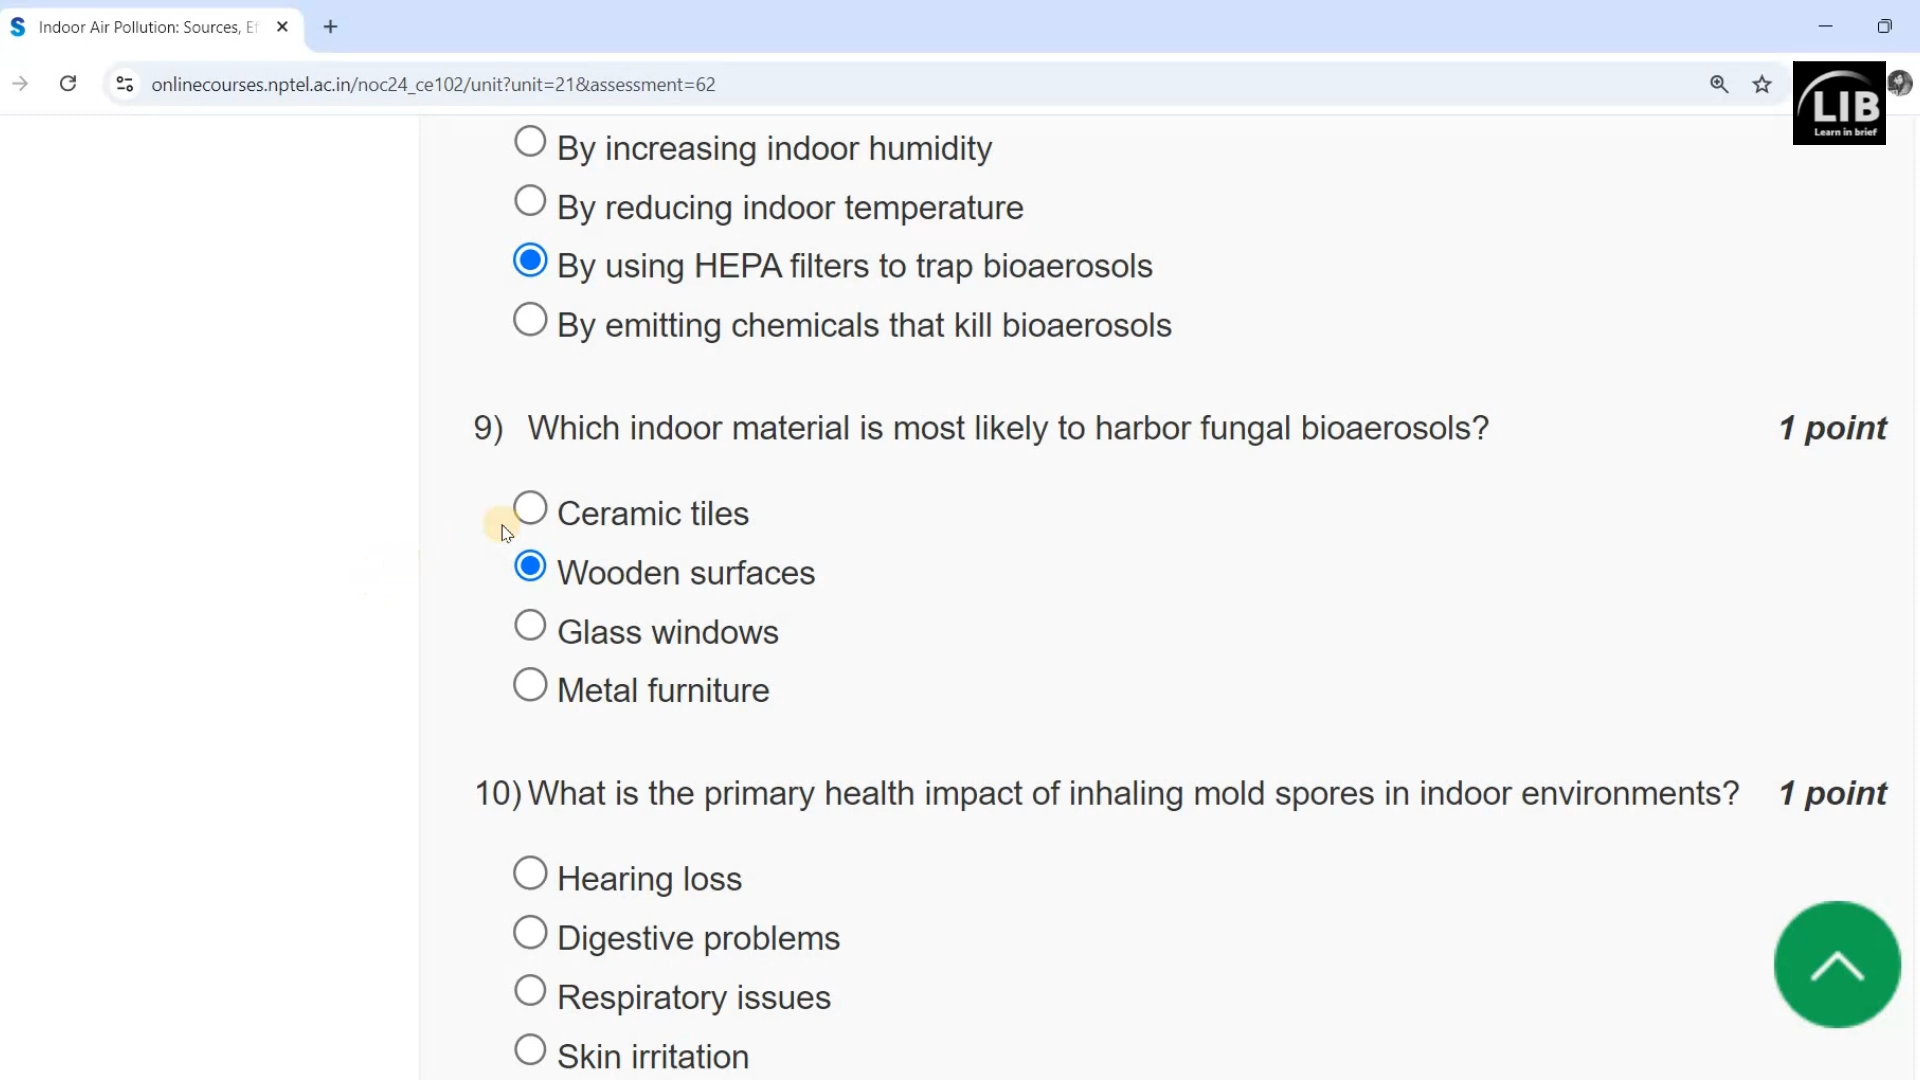 Indoor Air Pollution: Sources, Ef
onlinecourses.nptel.ac.in/noc24_ce102/unit?unit=21&assessment=62
LIB
Learn in brief
By increasing indoor humidity
By reducing indoor temperature
By using HEPA filters to trap bioaerosols
By emitting chemicals that kill bioaerosols
9) Which indoor material is most likely to harbor fungal bioaerosols? 1 point
Ceramic tiles
Wooden surfaces
Glass windows
Metal furniture
10) What is the primary health impact of inhaling mold spores in indoor environments? 1 point
Hearing loss
Digestive problems
Respiratory issues
Skin irritation